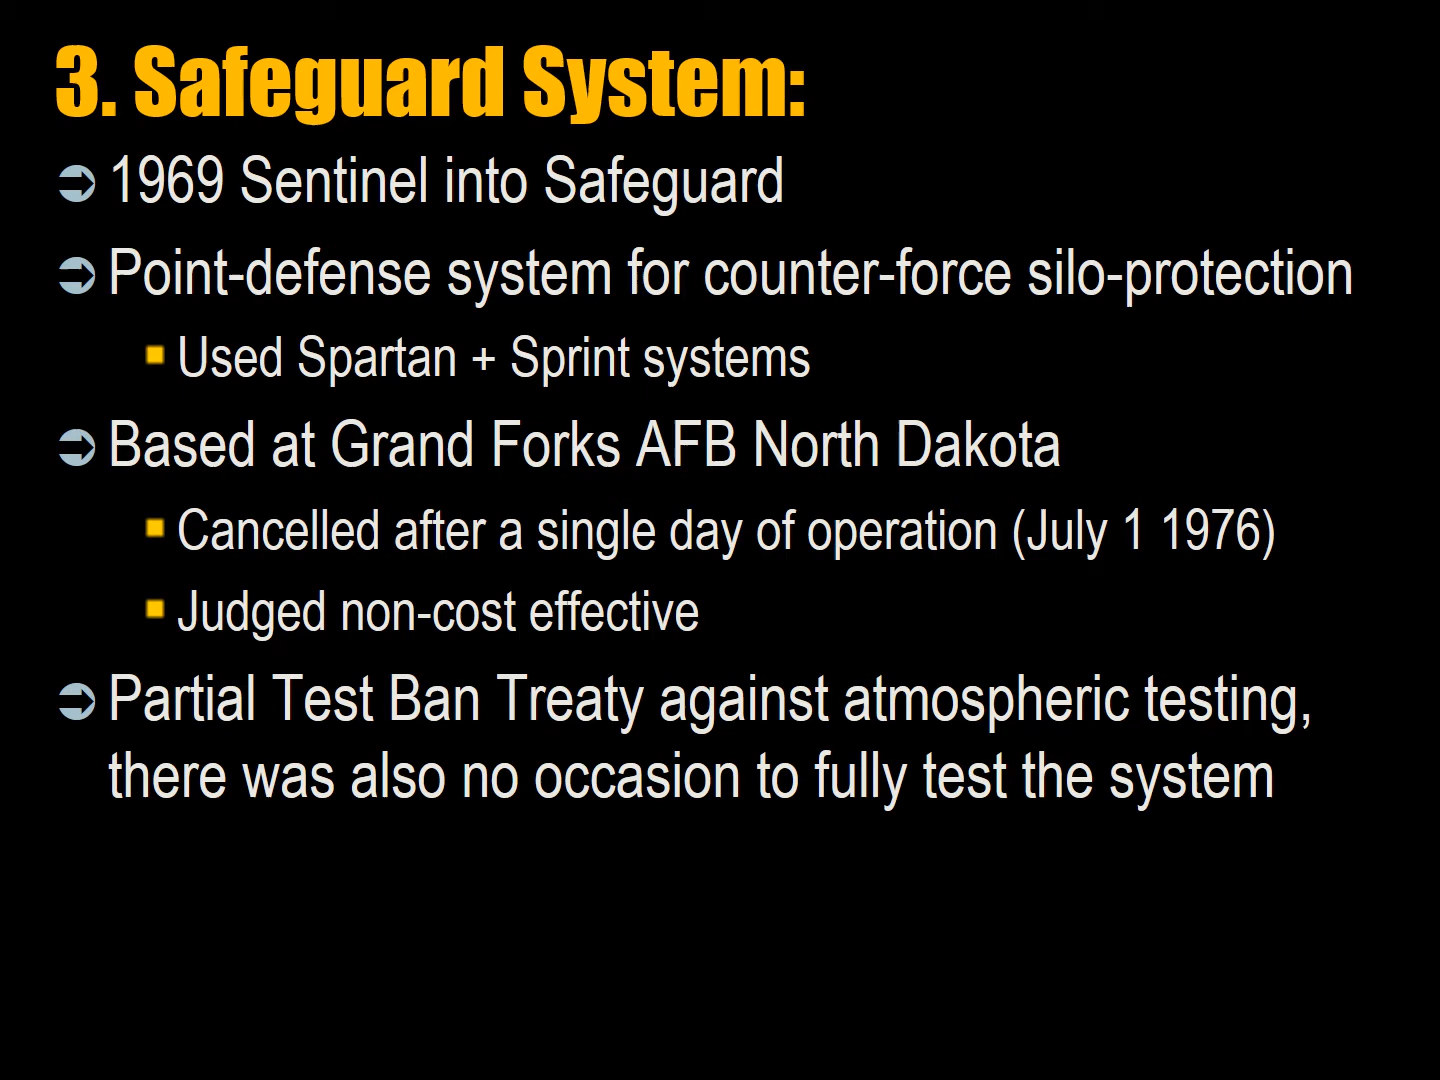 3. Safeguard System:
1969 Sentinel into Safeguard
Point-defense system for counter-force silo-protection
Used Spartan + Sprint systems
Based at Grand Forks AFB North Dakota
Cancelled after a single day of operation (July 1 1976)
Judged non-cost effective
Partial Test Ban Treaty against atmospheric testing,
there was also no occasion to fully test the system